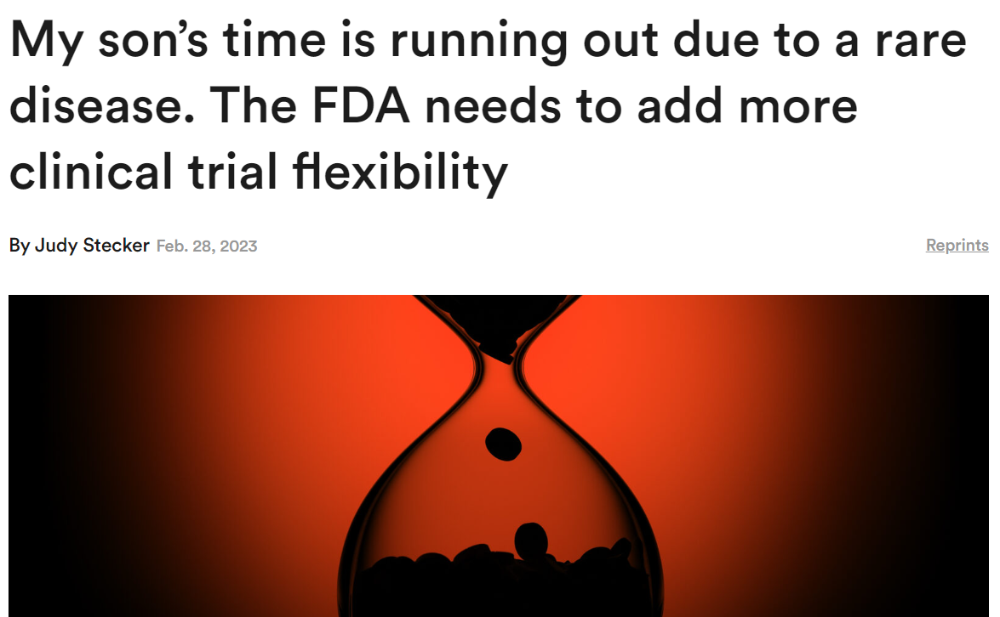 My son’s time is running out due to a rare
disease. The FDA needs to add more
clinical trial flexibility
By Judy Stecker Feb. 28, 2023
Reprints